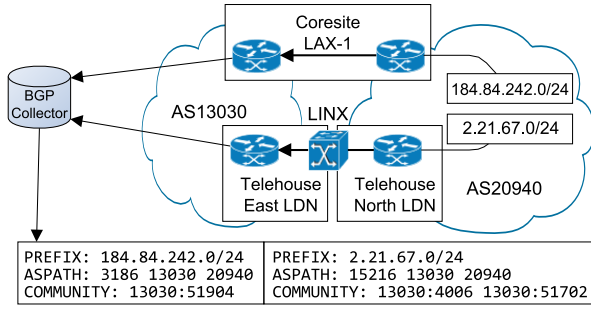 Coresite
LAX-1
BGP
Collector
184.84.242.0/24
AS13030
LINX
2.21.67.0/24
Telehouse
East LDN
Telehouse
North LDN
AS20940
PREFIX: 184.84.242.0/24
ASPATH: 3186 13030 20940
COMMUNITY: 13030:51904
PREFIX: 2.21.67.0/24
ASPATH: 15216 13030 20940
COMMUNITY: 13030:4006 13030:51702